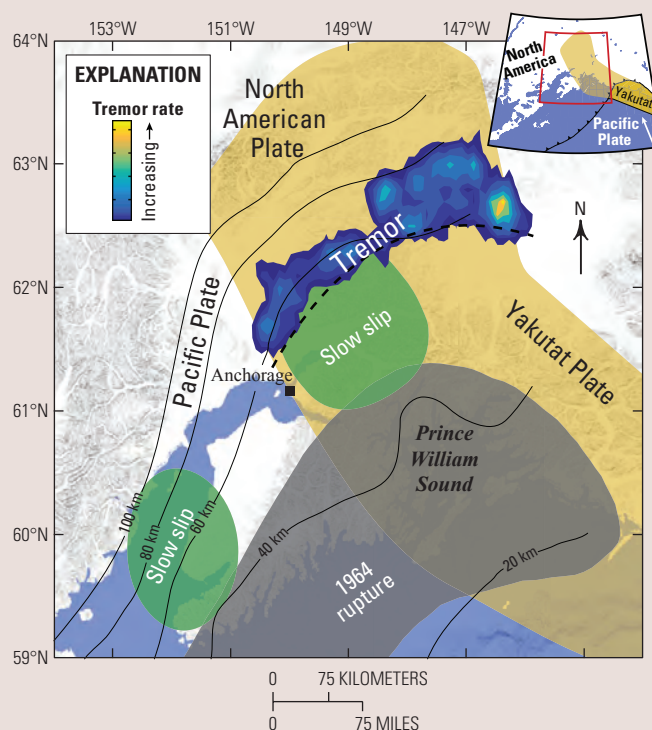 153°W
151°W
149°W
147°W
64°N
63°N
62°N
61°N
60°N
59°N
EXPLANATION
Tremor rate
Increasing
North
American
Plate
North
America
Yakutat
Pacific
Plate
N
Tremor
Pacific Plate
Slow slip
Yakutat Plate
Anchorage
Prince
William
Sound
Slow slip
100 km
80 km
60 km
40 km
20 km
1964
rupture
0 75 KILOMETERS
0 75 MILES